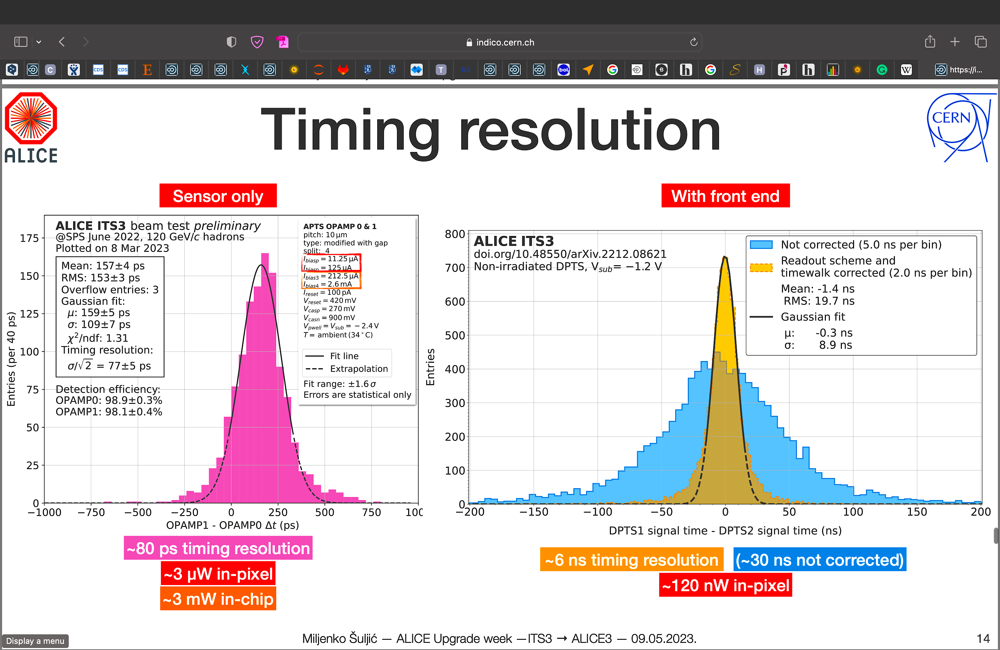 indico.cern.ch
https://i...
ALICE
Timing resolution
CERN
Sensor only
With front end
ALICE ITS3 beam test preliminary
@SPS June 2022, 120 GeV/c hadrons
Plotted on 8 Mar 2023
Mean: 157±4 ps
RMS: 153±3 ps
Overflow entries: 3
Gaussian fit:
μ: 159±5 ps
σ: 109±7 ps
χ²/ndf: 1.31
Timing resolution:
σ/√2 = 77±5 ps
Detection efficiency:
OPAMP0: 98.9±0.3%
OPAMP1: 98.1±0.4%
APTS OPAMP 0 & 1
pitch: 10 μm
type: modified with gap
split: 4
I_biasp = 11.25 μA
I_biasn = 125 μA
I_bias3 = 212.5 μA
I_bias4 = 2.6 mA
I_reset = 100 pA
V_reset = 420 mV
V_casp = 270 mV
V_casn = 900 mV
V_pwell = V_sub = −2.4 V
T = ambient (34°C)
Fit line
Extrapolation
Fit range: ±1.6 σ
Errors are statistical only
Entries (per 40 ps)
175
150
125
100
75
50
25
0
−1000 −750 −500 −250 0 250 500 750 100
OPAMP1 - OPAMP0 Δt (ps)
~80 ps timing resolution
~3 μW in-pixel
~3 mW in-chip
ALICE ITS3
doi.org/10.48550/arXiv.2212.08621
Non-irradiated DPTS, V_sub= −1.2 V
Not corrected (5.0 ns per bin)
Readout scheme and
timewalk corrected (2.0 ns per bin)
Mean: -1.4 ns
RMS: 19.7 ns
Gaussian fit
μ: -0.3 ns
σ: 8.9 ns
Entries
800
700
600
500
400
300
200
100
0
−200 −150 −100 −50 0 50 100 150 200
DPTS1 signal time - DPTS2 signal time (ns)
~6 ns timing resolution (~30 ns not corrected)
~120 nW in-pixel
Display a menu
Miljenko Šuljić — ALICE Upgrade week —ITS3 → ALICE3 — 09.05.2023.
14